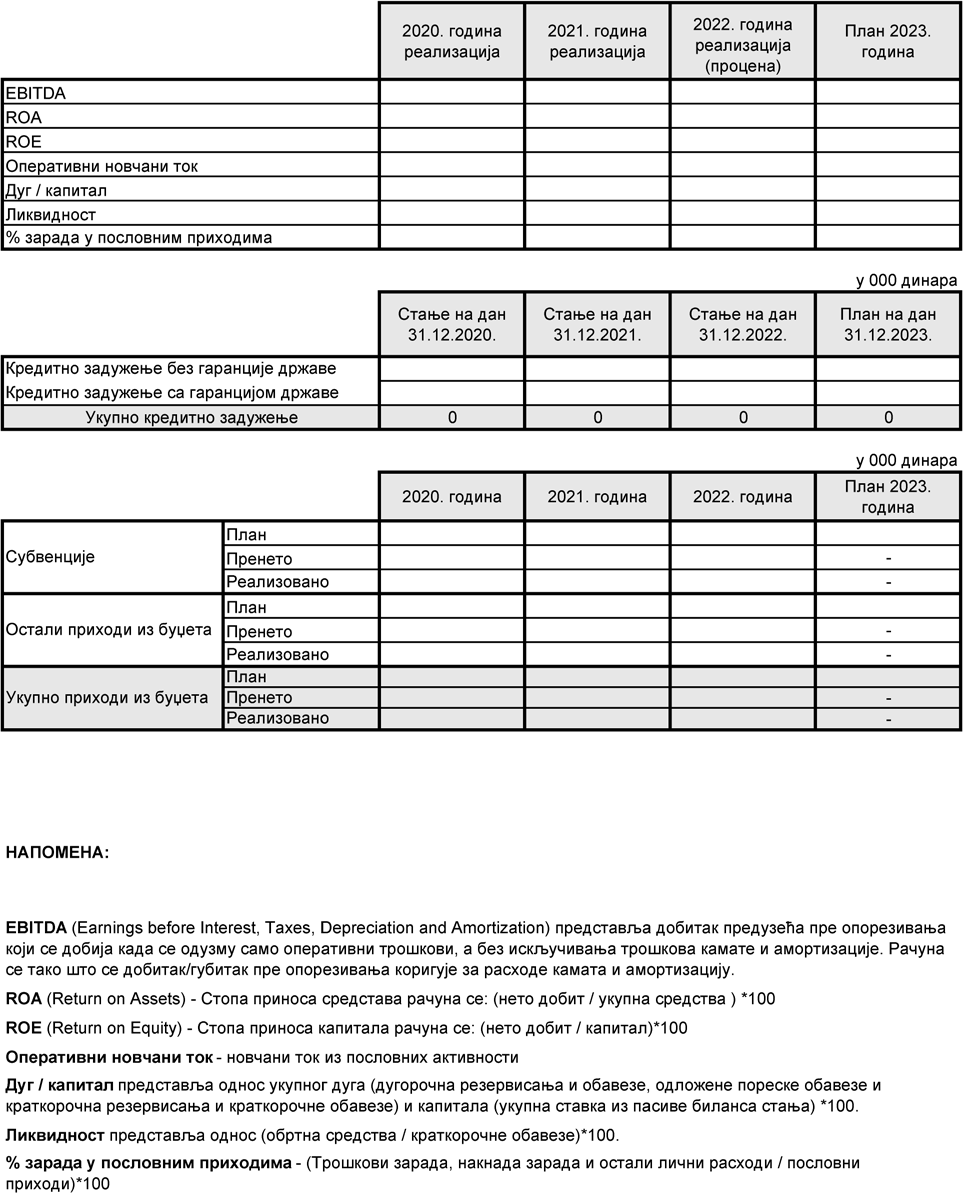 2020. година 2021. година 2022. година План 2023.
реализација реализација реализација година
(процена)
EBITDA
ROA
ROE
Оперативни новчани ток
Дуг / капитал
Ликвидност
% зарада у пословним приходима
у 000 динара
Стање на дан Стање на дан Стање на дан План на дан
31.12.2020. 31.12.2021. 31.12.2022. 31.12.2023.
Кредитно задужење без гаранције државе
Кредитно задужење са гаранцијом државе
Укупно кредитно задужење 0 0 0 0
у 000 динара
2020. година 2021. година 2022. година План 2023.
година
Субвенције
План
Пренето -
Реализовано -
Остали приходи из буџета
План
Пренето -
Реализовано -
Укупно приходи из буџета
План
Пренето -
Реализовано -
НАПОМЕНА:
EBITDA (Earnings before Interest, Taxes, Depreciation and Amortization) представља добитак предузећа пре опорезивања
који се добија када се одузму само оперативни трошкови, а без искључивања трошкова камате и амортизације. Рачуна
се тако што се добитак/губитак пре опорезивања коригује за расходе камата и амортизацију.
ROA (Return on Assets) - Стопа приноса средстава рачуна се: (нето добит / укупна средства ) *100
ROE (Return on Equity) - Стопа приноса капитала рачуна се: (нето добит / капитал)*100
Оперативни новчани ток - новчани ток из пословних активности
Дуг / капитал представља однос укупног дуга (дугорочна резервисања и обавезе, одложене пореске обавезе и
краткорочна резервисања и краткорочне обавезе) и капитала (укупна ставка из пасиве биланса стања) *100.
Ликвидност представља однос (обртна средства / краткорочне обавезе)*100.
% зарада у пословним приходима - (Трошкови зарада, накнада зарада и остали лични расходи / пословни
приходи)*100